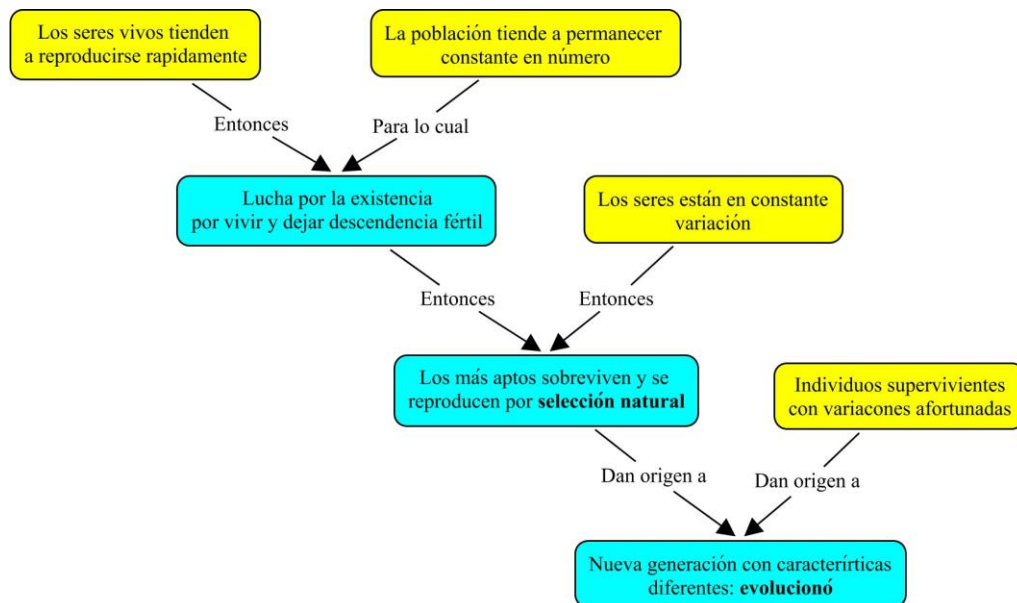 Los seres vivos tienden
a reproducirse rapidamente
La población tiende a permanecer
constante en número
Entonces
Para lo cual
Lucha por la existencia
por vivir y dejar descendencia fértil
Los seres están en constante
variación
Entonces
Entonces
Los más aptos sobreviven y se
reproducen por selección natural
Individuos supervivientes
con variacones afortunadas
Dan origen a
Dan origen a
Nueva generación con caracterírticas
diferentes: evolucionó